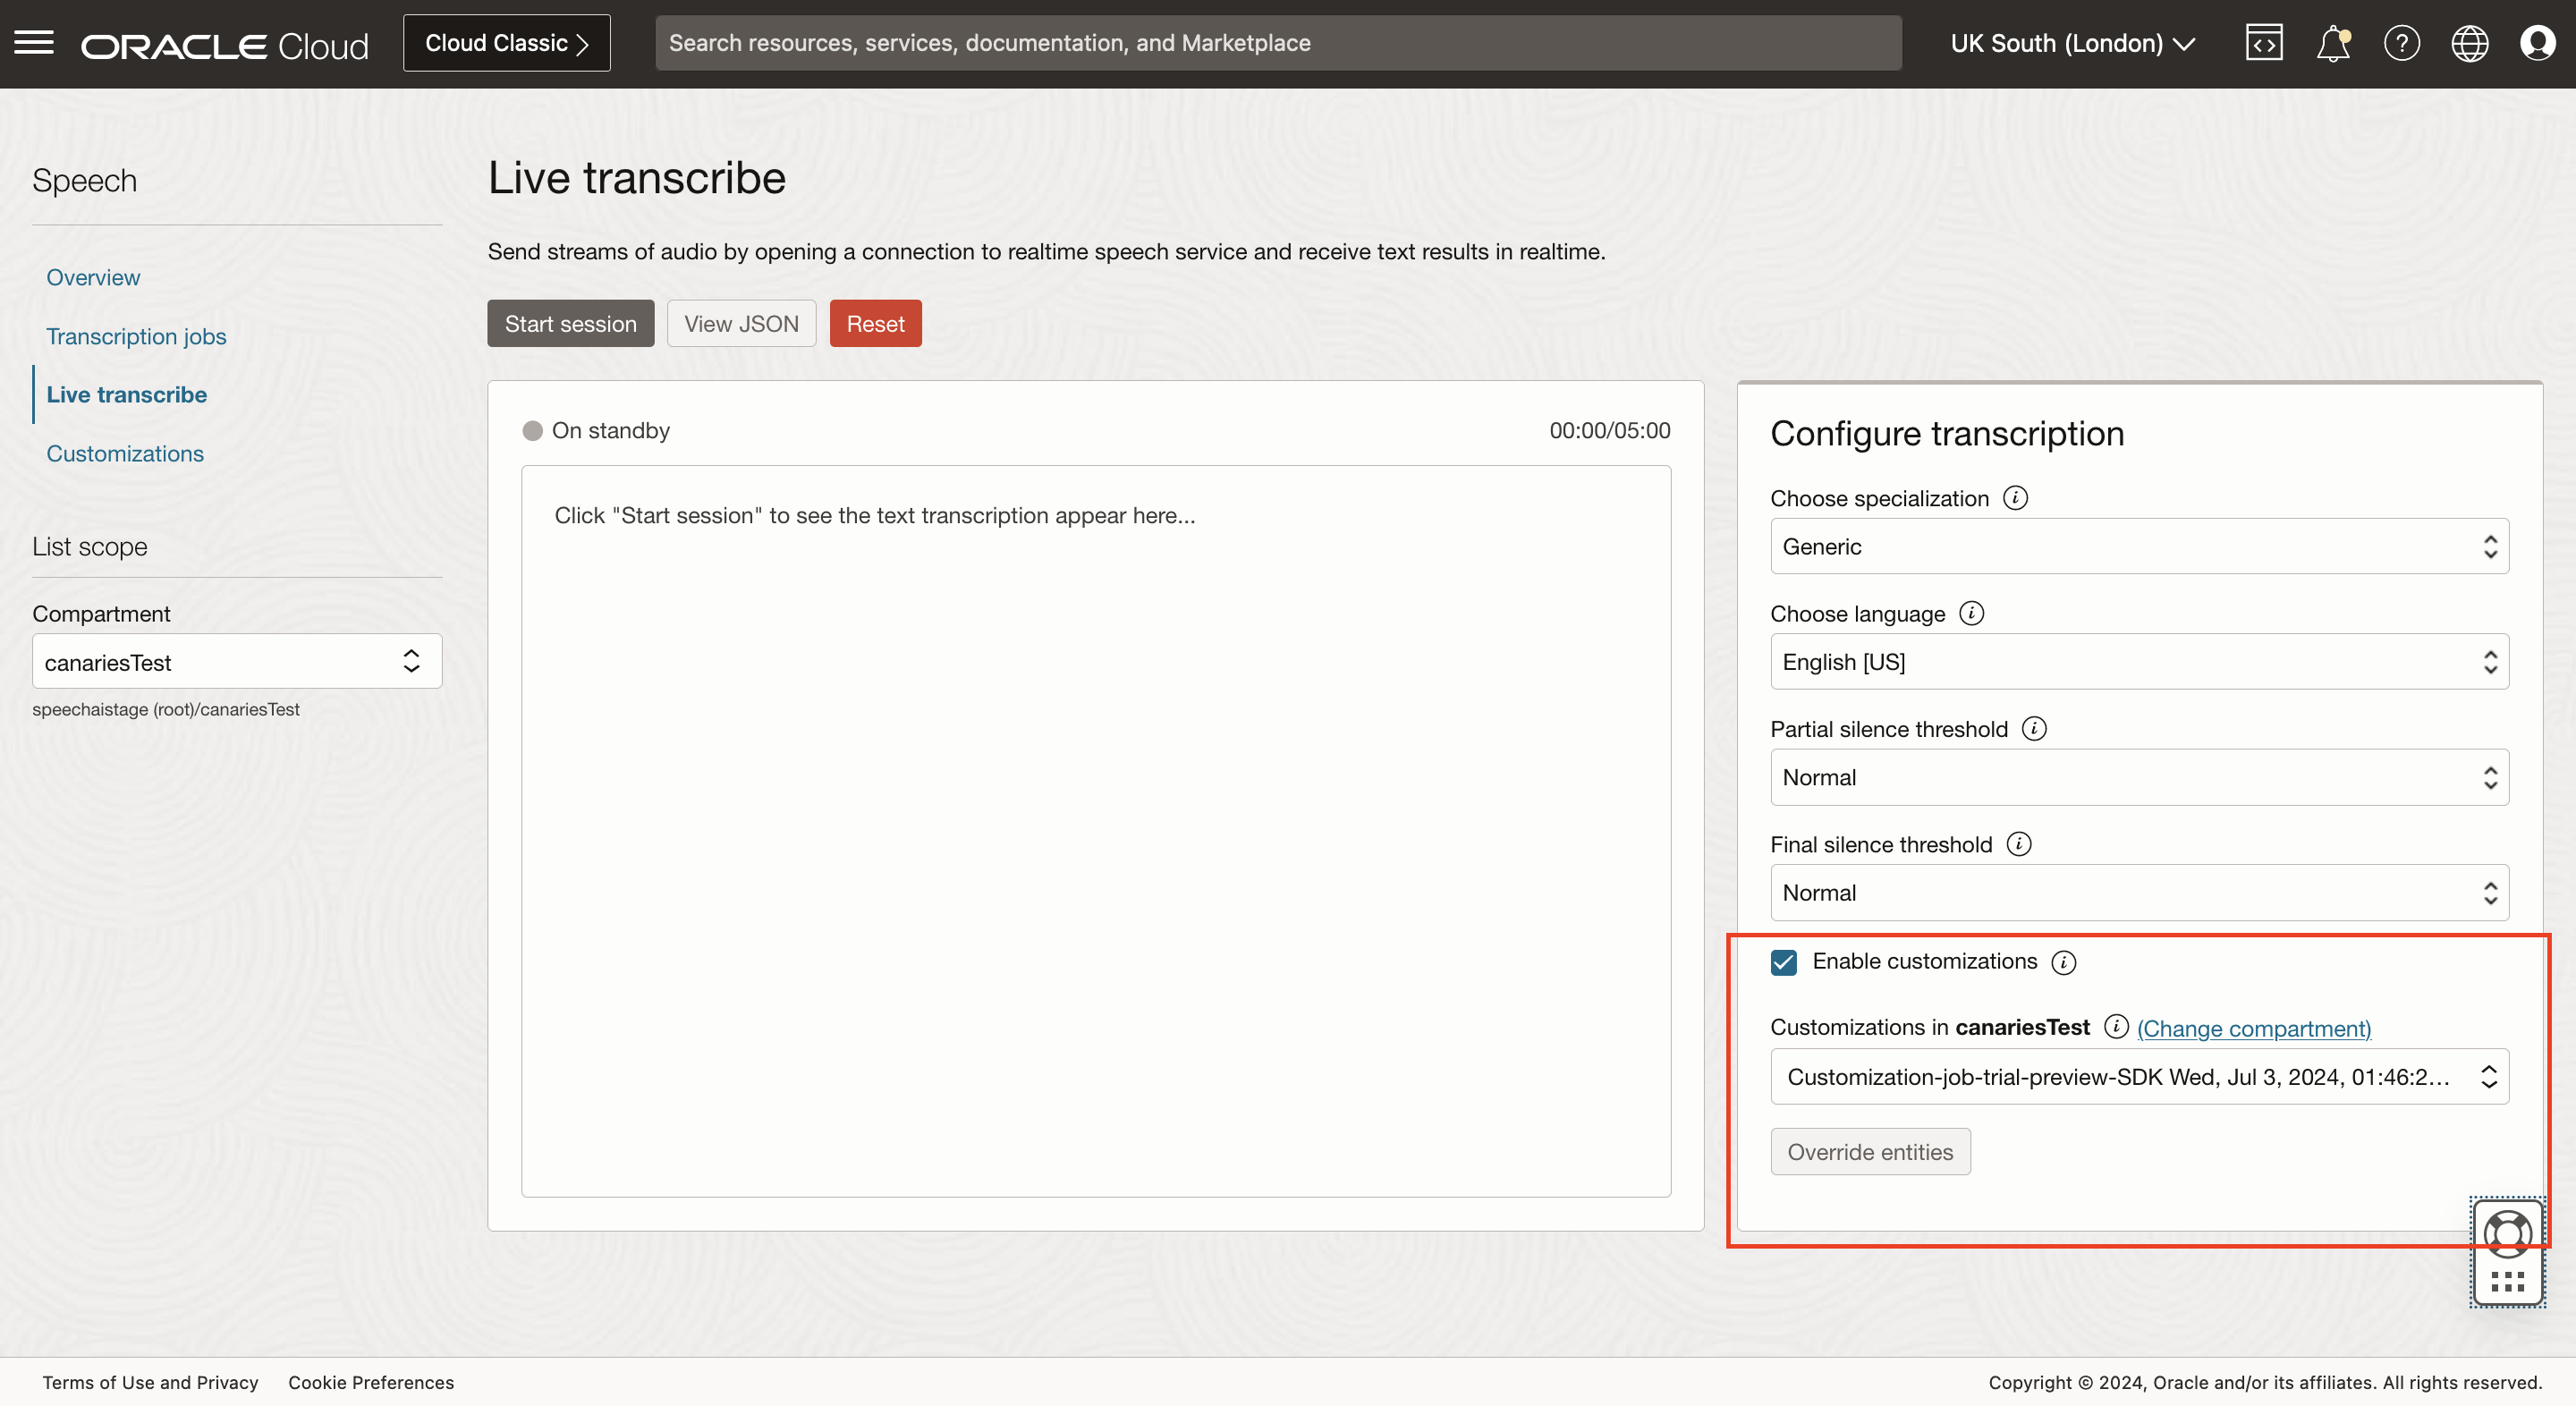 ORACLE Cloud
Cloud Classic
Search resources, services, documentation, and Marketplace
UK South (London)
Speech
Overview
Transcription jobs
Live transcribe
Customizations
List scope
Compartment
canariesTest
speechaistage (root)/canariesTest
Live transcribe
Send streams of audio by opening a connection to realtime speech service and receive text results in realtime.
Start session
View JSON
Reset
On standby
00:00/05:00
Click "Start session" to see the text transcription appear here...
Configure transcription
Choose specialization
Generic
Choose language
English [US]
Partial silence threshold
Normal
Final silence threshold
Normal
Enable customizations
Customizations in canariesTest (Change compartment)
Customization-job-trial-preview-SDK Wed, Jul 3, 2024, 01:46:2...
Override entities
Terms of Use and Privacy
Cookie Preferences
Copyright © 2024, Oracle and/or its affiliates. All rights reserved.